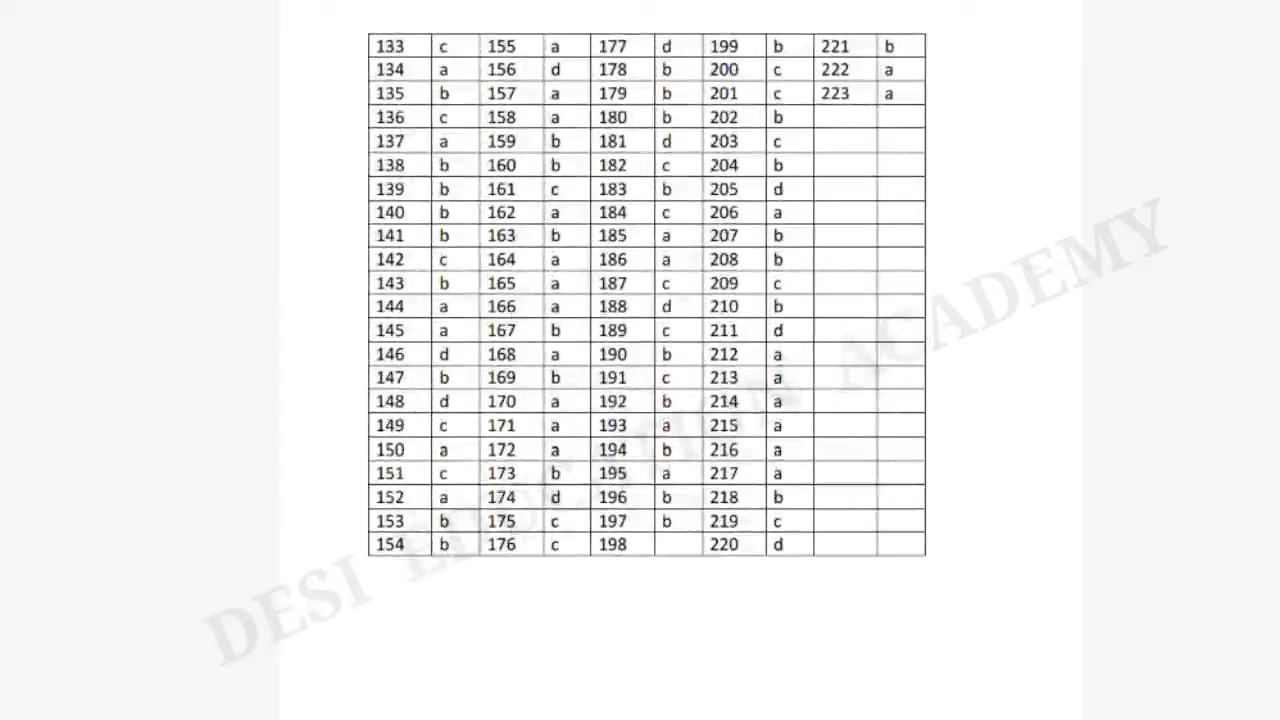 133 c 155 a 177 d 199 b 221 b
134 a 156 d 178 b 200 c 222 a
135 b 157 a 179 b 201 c 223 a
136 c 158 a 180 b 202 b
137 a 159 b 181 d 203 c
138 b 160 b 182 c 204 b
139 b 161 c 183 b 205 d
140 b 162 a 184 c 206 a
141 b 163 b 185 a 207 b
142 c 164 a 186 a 208 b
143 b 165 a 187 c 209 c
144 a 166 a 188 d 210 b
145 a 167 b 189 c 211 d
146 d 168 a 190 b 212 a
147 b 169 b 191 c 213 a
148 d 170 a 192 b 214 a
149 c 171 a 193 a 215 a
150 a 172 a 194 b 216 a
151 c 173 b 195 a 217 a
152 a 174 d 196 b 218 b
153 b 175 c 197 b 219 c
154 b 176 c 198 220 d
DESI EDUCATION ACADEMY